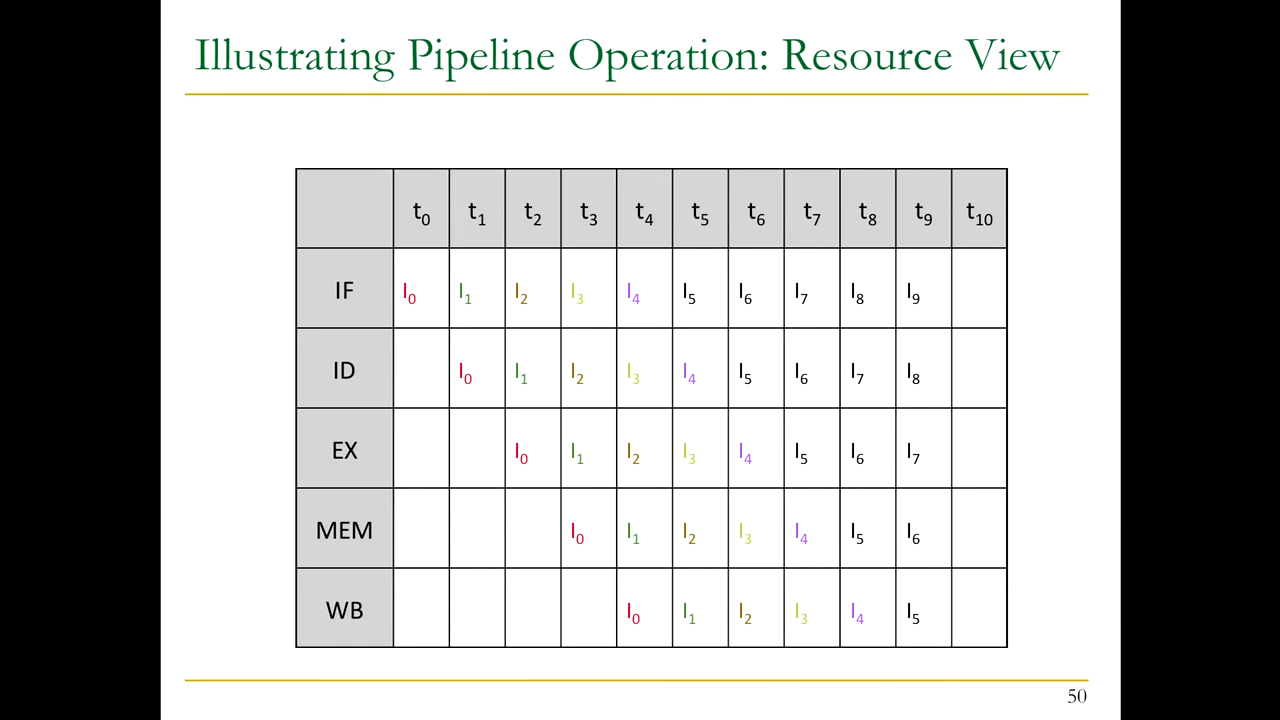 Illustrating Pipeline Operation: Resource View
t0 t1 t2 t3 t4 t5 t6 t7 t8 t9 t10
IF I0 I1 I2 I3 I4 I5 I6 I7 I8 I9
ID I0 I1 I2 I3 I4 I5 I6 I7 I8
EX I0 I1 I2 I3 I4 I5 I6 I7
MEM I0 I1 I2 I3 I4 I5 I6
WB I0 I1 I2 I3 I4 I5
50